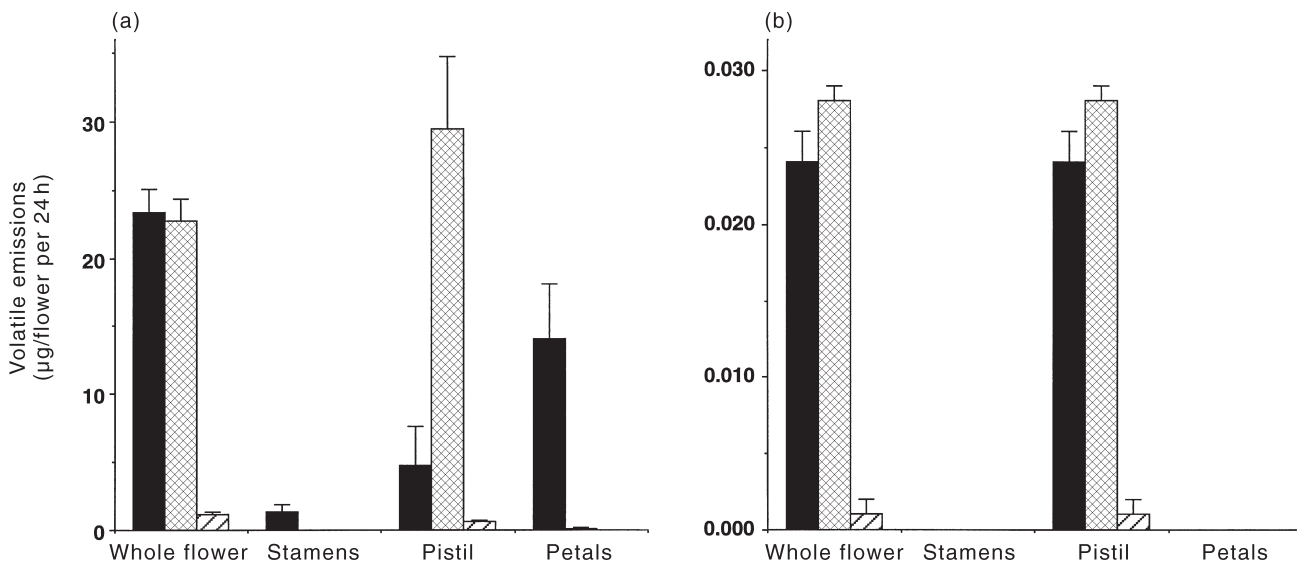 (a)
Volatile emissions
(µg/flower per 24 h)
30
20
10
0
Whole flower Stamens Pistil Petals
(b)
0.030
0.020
0.010
0.000
Whole flower Stamens Pistil Petals